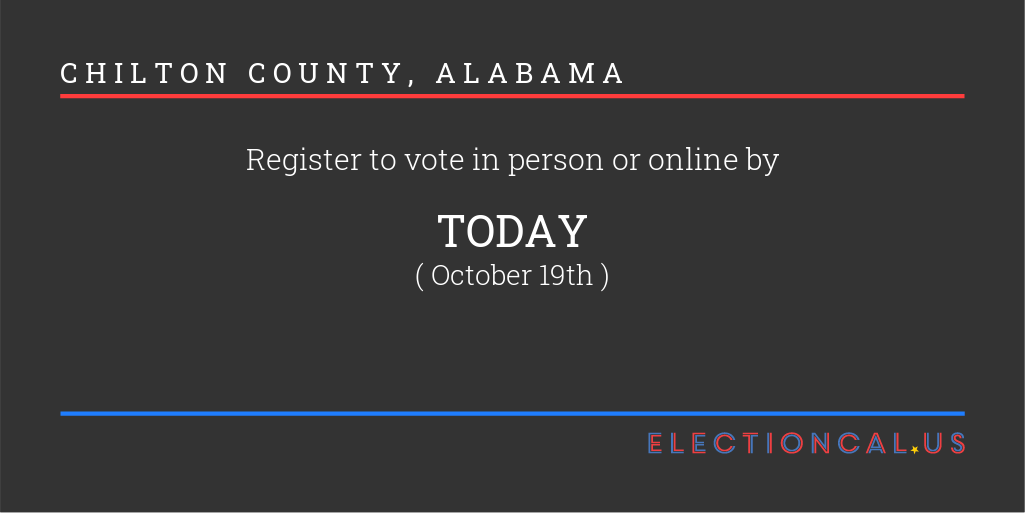 CHILTON COUNTY, ALABAMA
Register to vote in person or online by
TODAY
( October 19th )
ELECTIONCAL.US